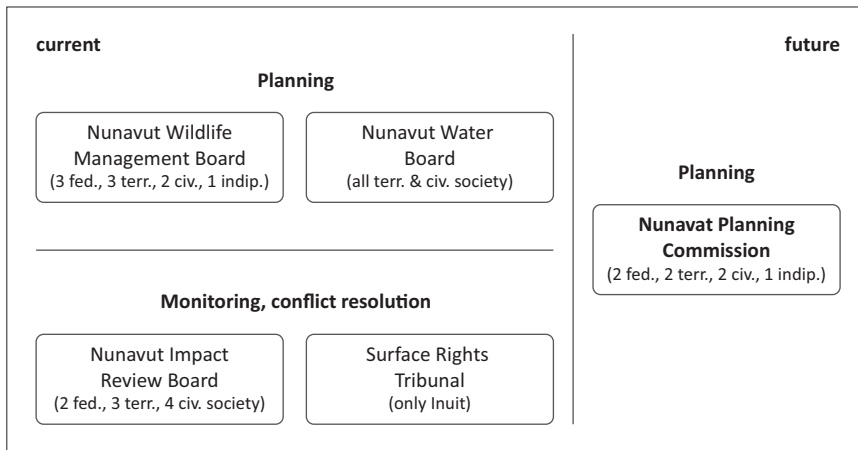 current
future
Planning
Nunavut Wildlife
Management Board
(3 fed., 3 terr., 2 civ., 1 indip.)
Nunavut Water
Board
(all terr. & civ. society)
Planning
Nunavat Planning
Commission
(2 fed., 2 terr., 2 civ., 1 indip.)
Monitoring, conflict resolution
Nunavut Impact
Review Board
(2 fed., 3 terr., 4 civ. society)
Surface Rights
Tribunal
(only Inuit)